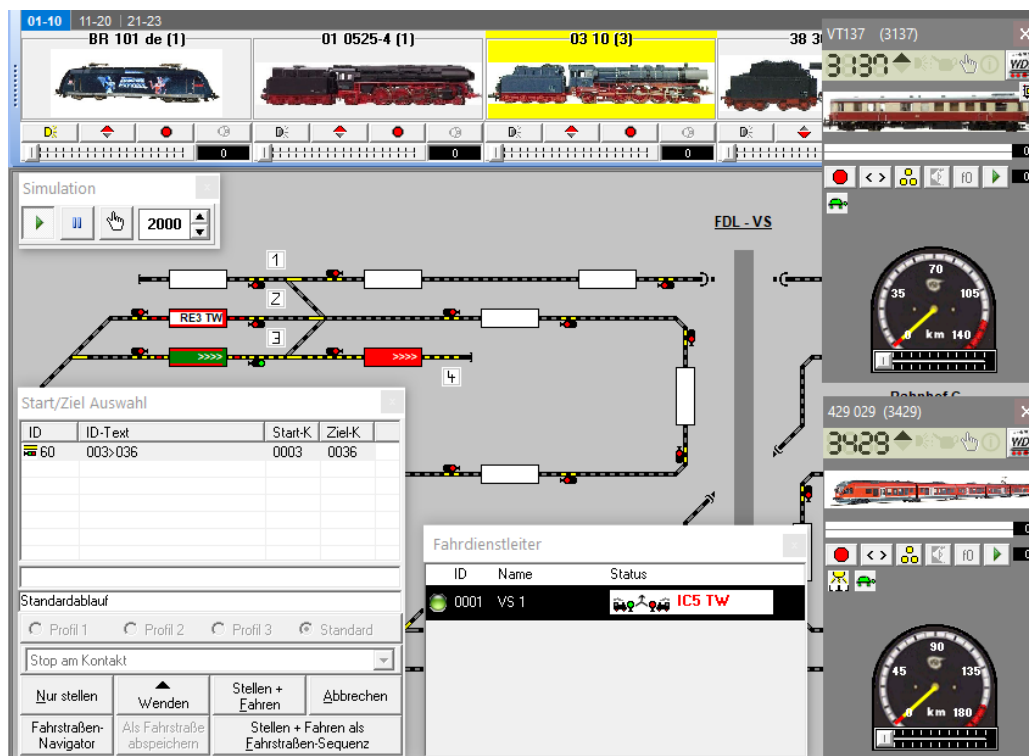 01-10 11-20 21-23
BR 101 de (1)
01 0525-4 (1)
03 10 (3)
0
0
0
VT137 (3137)
3137
WD
f0
35
70
105
0
km 140
Simulation
2000
FDL - VS
1
2
RE3 TW
3
>>>>
>>>>
4
Start/Ziel Auswahl
ID ID-Text Start-K Ziel-K
60 003>036 0003 0036
Standardablauf
Profil 1 Profil 2 Profil 3 Standard
Stop am Kontakt
Nur stellen
Wenden
Stellen +
Fahren
Abbrechen
Fahrstraßen-
Navigator
Als Fahrstraße
abspeichern
Stellen + Fahren als
Fahrstraßen-Sequenz
Fahrdienstleiter
ID Name Status
0001 VS 1 IC5 TW
429 029 (3429)
3429
WD
f0
45
90
135
0
km 180